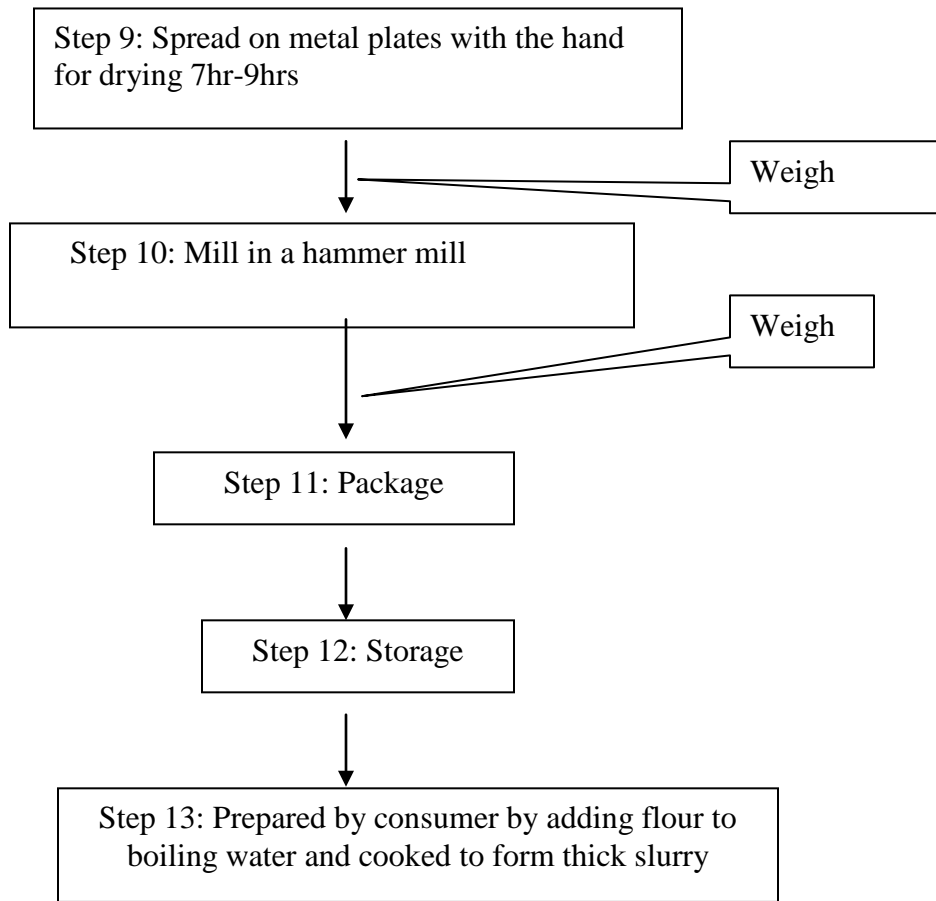 Step 9: Spread on metal plates with the hand
for drying 7hr-9hrs
Weigh
Step 10: Mill in a hammer mill
Weigh
Step 11: Package
Step 12: Storage
Step 13: Prepared by consumer by adding flour to
boiling water and cooked to form thick slurry